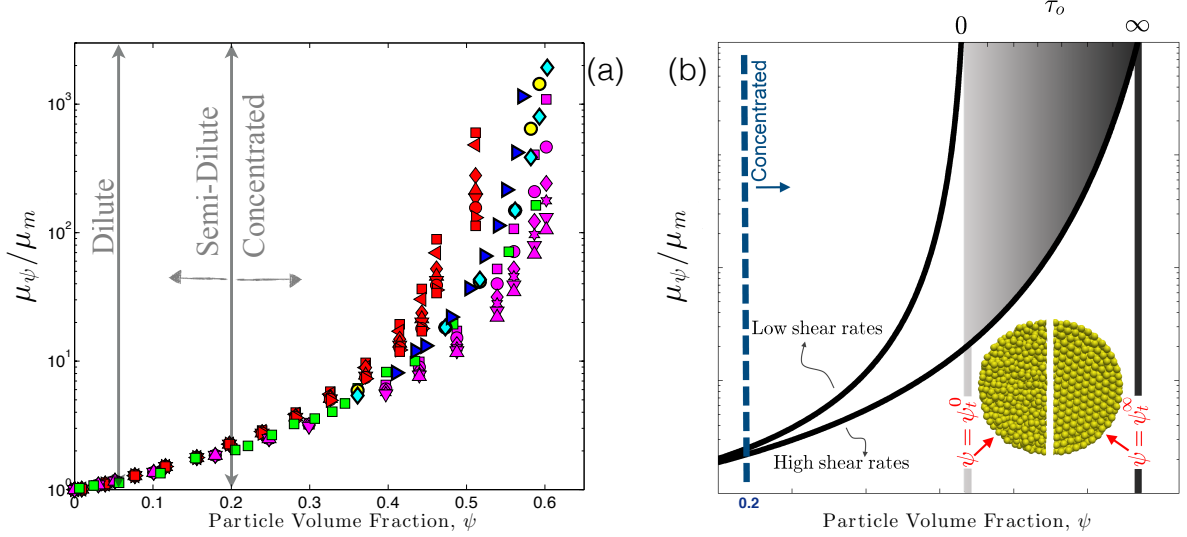 (a)
10³
10²
10¹
10⁰
0
0.1
0.2
0.3
0.4
0.5
0.6
μψ/μm
Particle Volume Fraction, ψ
Dilute
Semi-Dilute
Concentrated
(b)
0
τo
∞
Concentrated
μψ/μm
Low shear rates
High shear rates
ψ = ψt⁰
ψ = ψt∞
0.2
Particle Volume Fraction, ψ